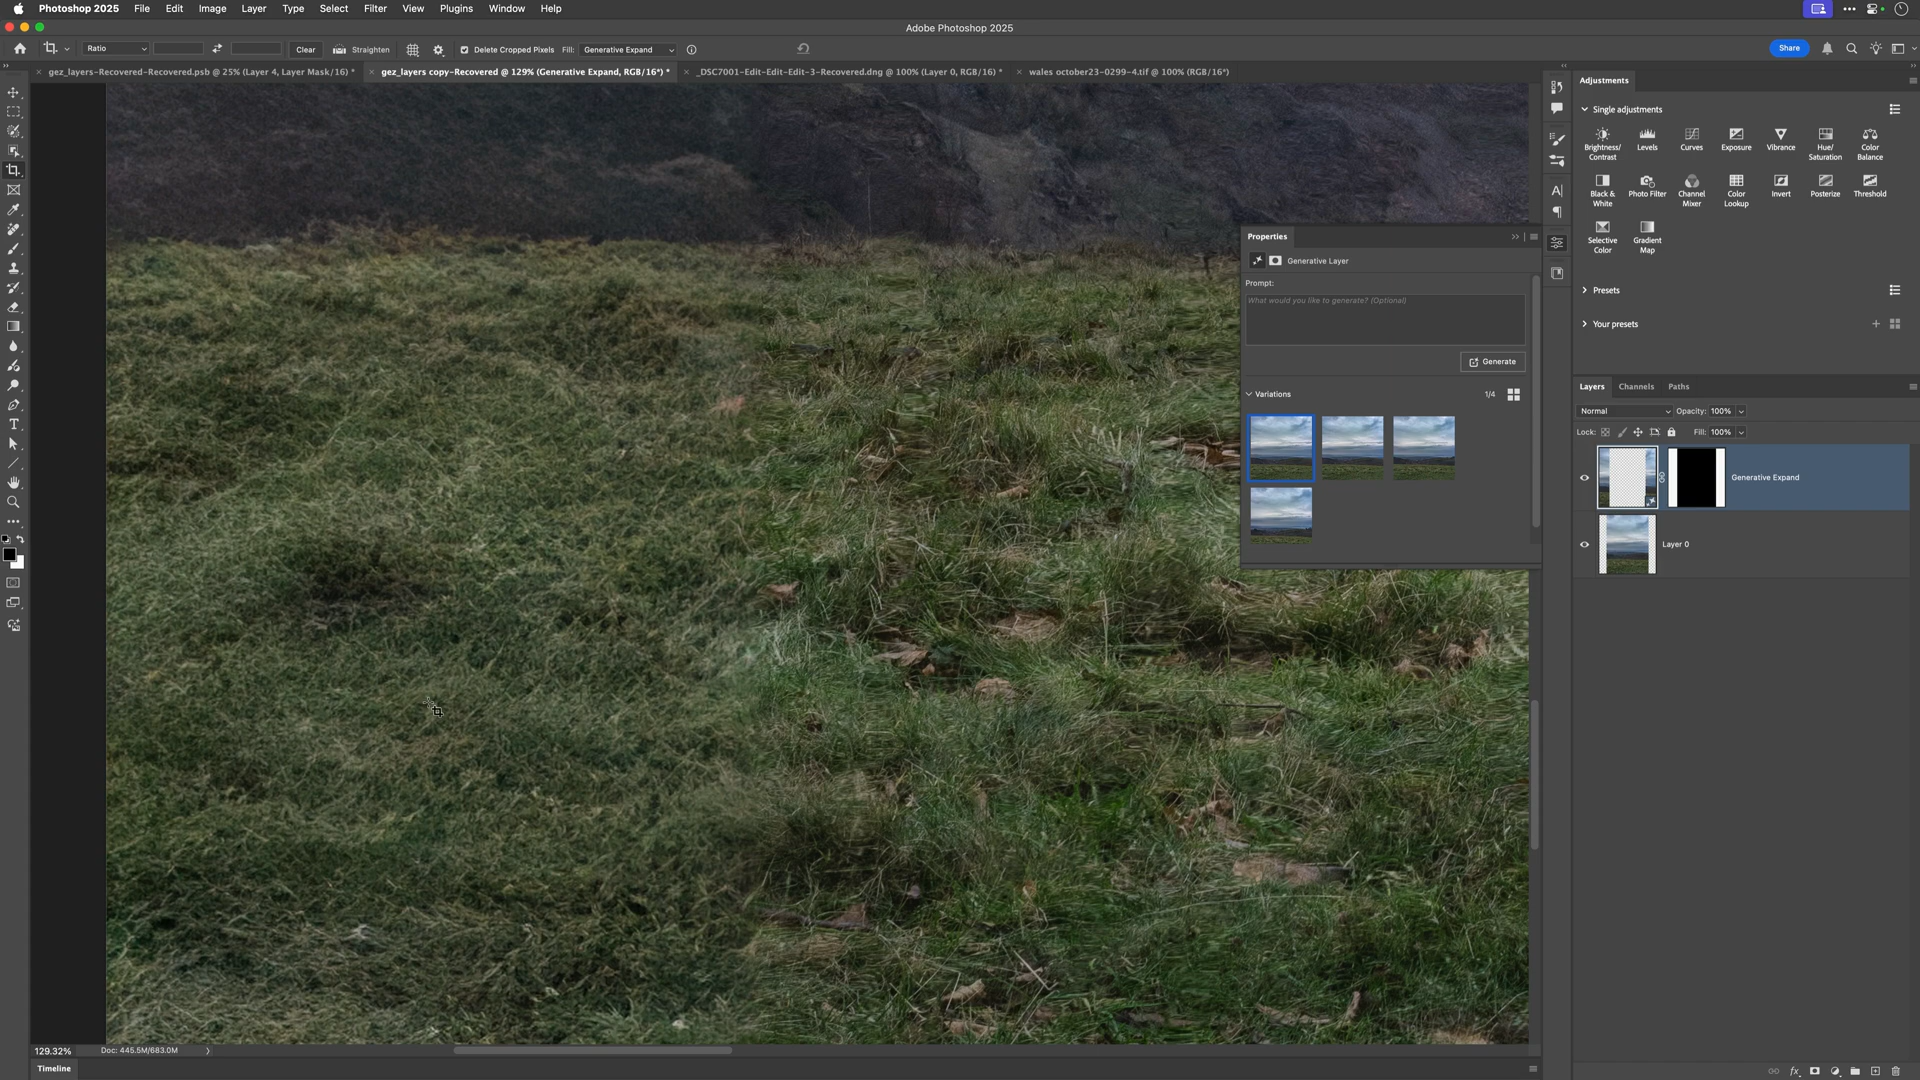 Photoshop 2025 File Edit Image Layer Type Select Filter View Plugins Window Help
Adobe Photoshop 2025
Ratio Clear Straighten Delete Cropped Pixels Fill: Generative Expand Share
gez_layers-Recovered-Recovered.psb @ 25% (Layer 4, Layer Mask/16) * gez_layers copy-Recovered @ 129% (Generative Expand, RGB/16*) * _DSC7001-Edit-Edit-Edit-3-Recovered.dng @ 100% (Layer 0, RGB/16) * wales october23-0299-4.tif @ 100% (RGB/16*)
Adjustments
Single adjustments
Brightness/
Contrast
Levels
Curves
Exposure
Vibrance
Hue/
Saturation
Color
Balance
Black &
White
Photo Filter
Channel
Mixer
Color
Lookup
Invert
Posterize
Threshold
Selective
Color
Gradient
Map
Presets
Your presets
Properties
Generative Layer
Prompt:
What would you like to generate? (Optional)
Generate
Variations 1/4
Layers Channels Paths
Normal Opacity: 100%
Lock: Fill: 100%
Generative Expand
Layer 0
129.32% Doc: 445.5M/683.0M
Timeline